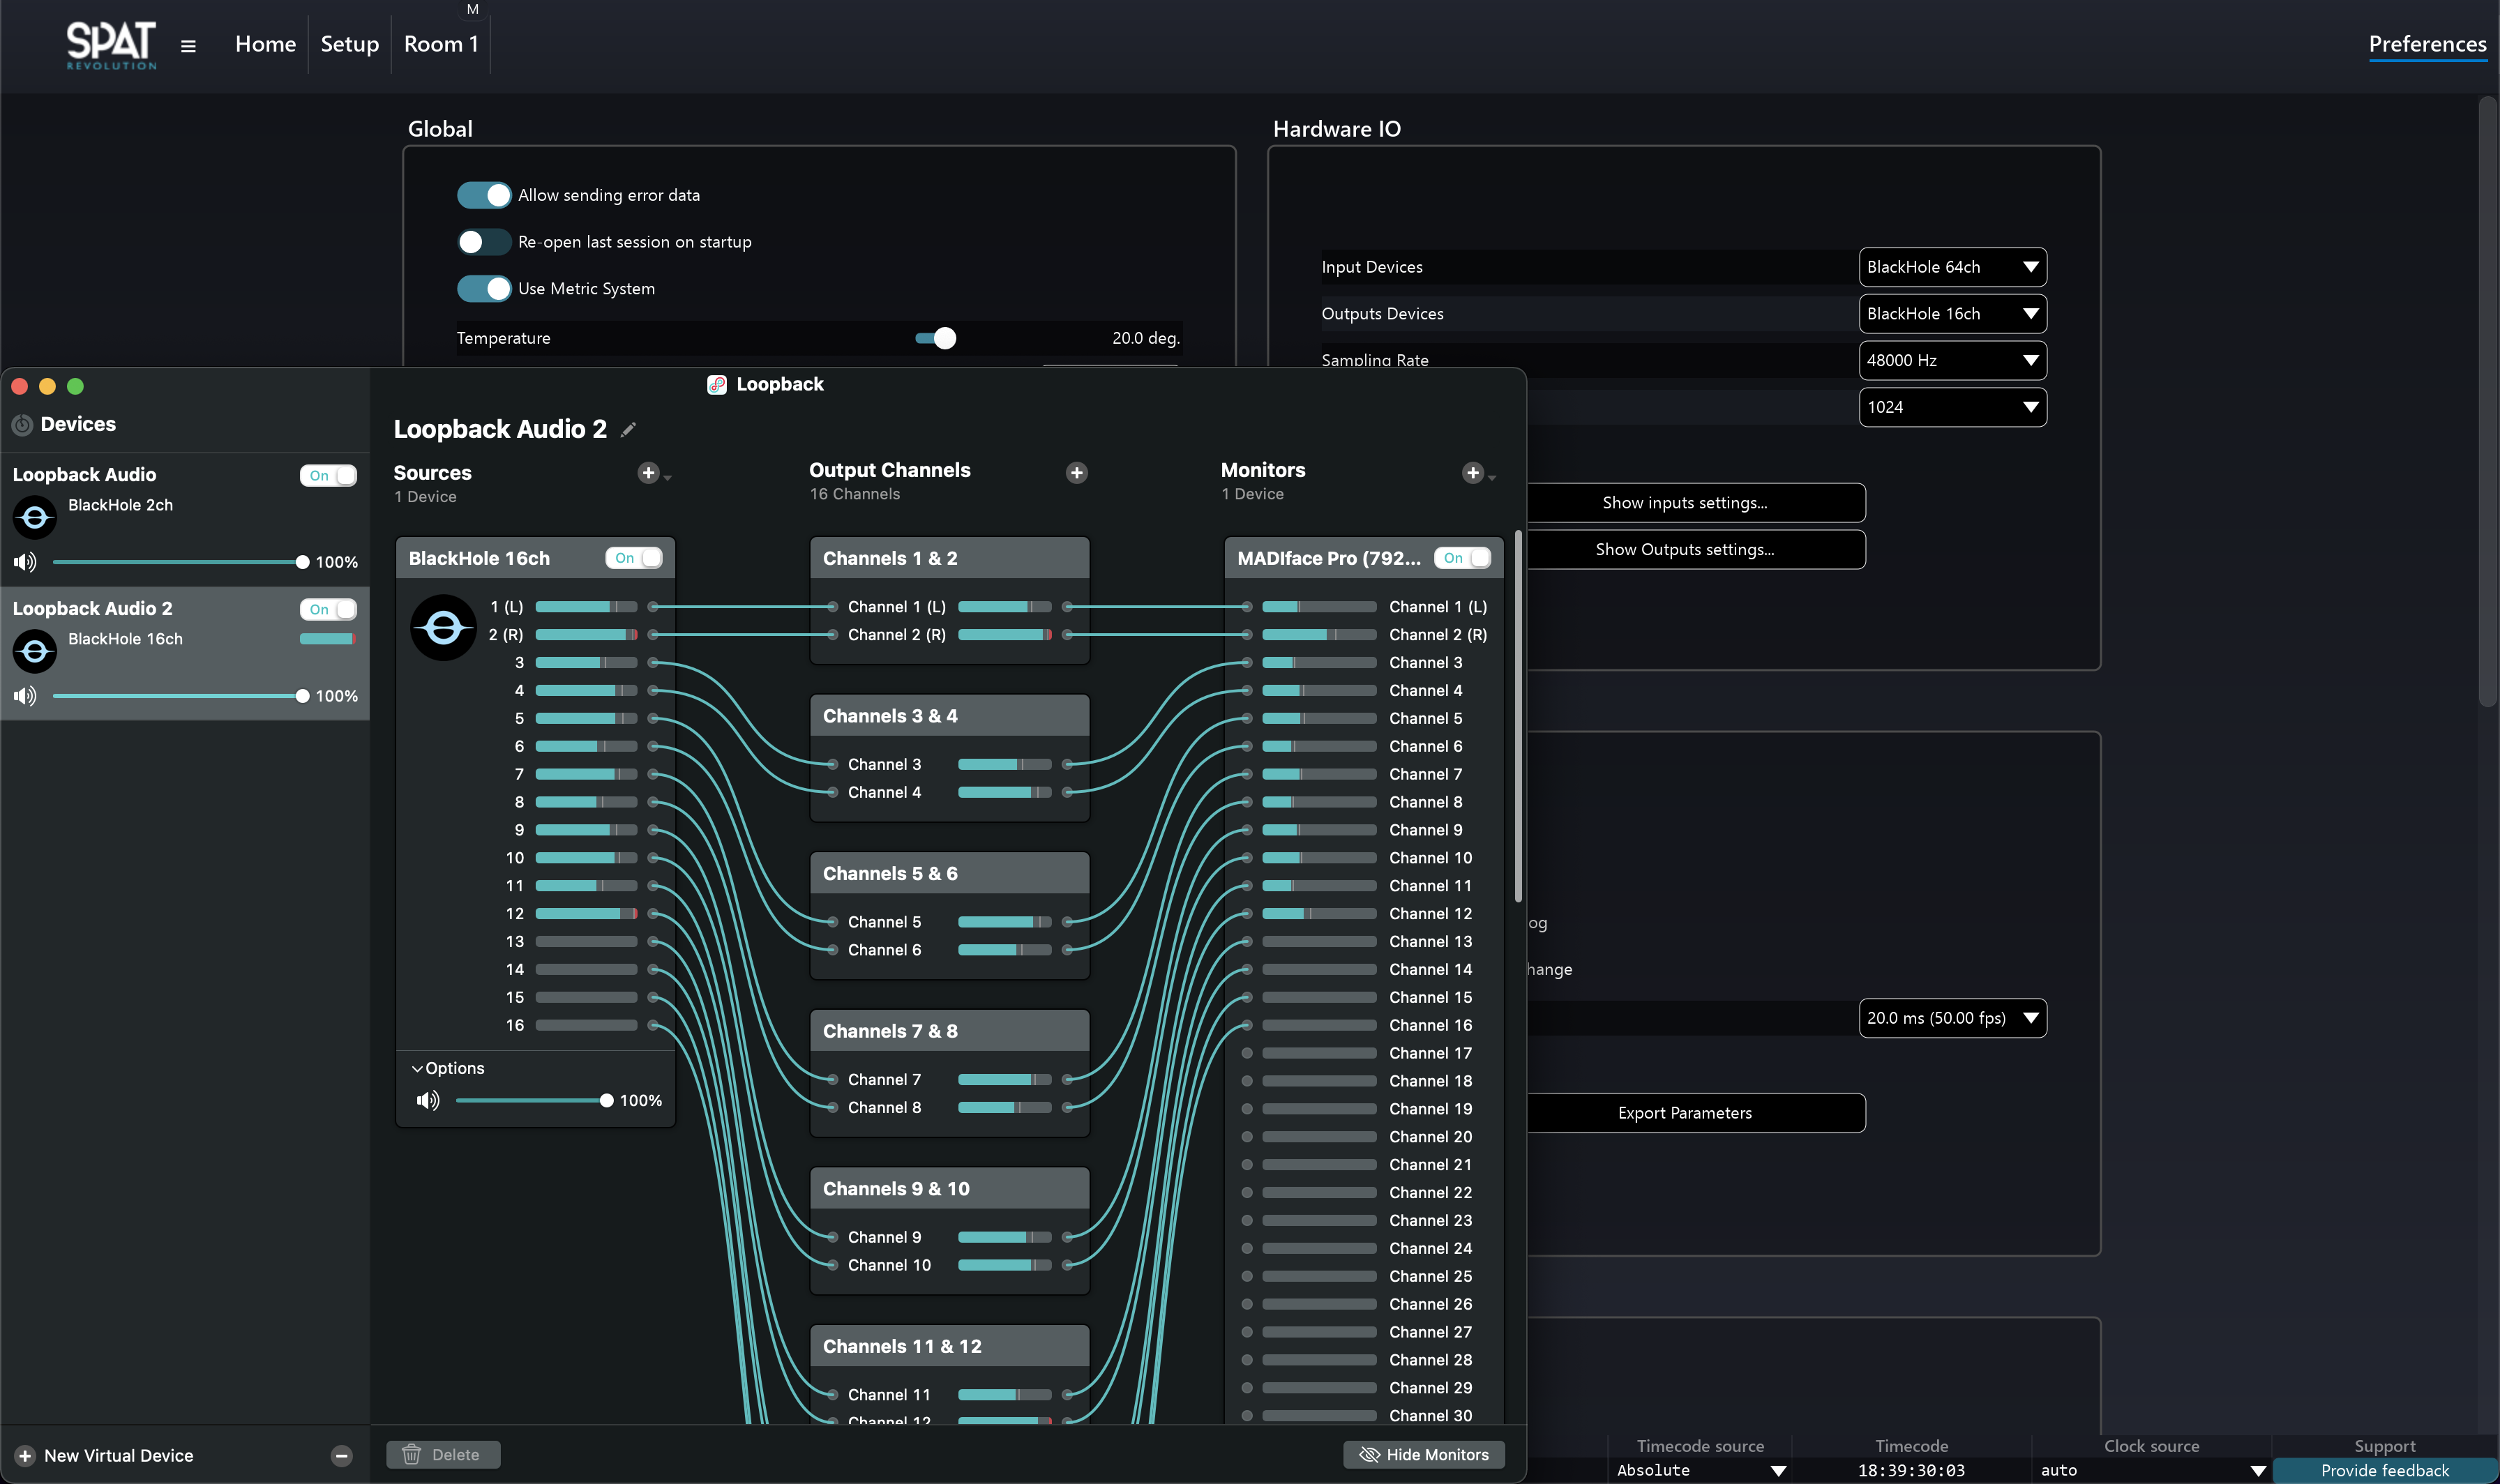 M
SPAT
REVOLUTION
Home
Setup
Room 1
Preferences
Global
Allow sending error data
Re-open last session on startup
Use Metric System
Temperature
20.0 deg.
Hardware IO
Input Devices
BlackHole 64ch
Outputs Devices
BlackHole 16ch
Sampling Rate
48000 Hz
1024
Show inputs settings...
Show Outputs settings...
og
hange
20.0 ms (50.00 fps)
Export Parameters
Loopback
Devices
Loopback Audio
On
BlackHole 2ch
100%
Loopback Audio 2
On
BlackHole 16ch
100%
New Virtual Device
Loopback Audio 2
Sources
1 Device
BlackHole 16ch
On
1 (L)
2 (R)
3
4
5
6
7
8
9
10
11
12
13
14
15
16
Options
100%
Output Channels
16 Channels
Channels 1 & 2
Channel 1 (L)
Channel 2 (R)
Channels 3 & 4
Channel 3
Channel 4
Channels 5 & 6
Channel 5
Channel 6
Channels 7 & 8
Channel 7
Channel 8
Channels 9 & 10
Channel 9
Channel 10
Channels 11 & 12
Channel 11
Channel 12
Monitors
1 Device
MADIface Pro (792...
On
Channel 1 (L)
Channel 2 (R)
Channel 3
Channel 4
Channel 5
Channel 6
Channel 7
Channel 8
Channel 9
Channel 10
Channel 11
Channel 12
Channel 13
Channel 14
Channel 15
Channel 16
Channel 17
Channel 18
Channel 19
Channel 20
Channel 21
Channel 22
Channel 23
Channel 24
Channel 25
Channel 26
Channel 27
Channel 28
Channel 29
Channel 30
Delete
Hide Monitors
Timecode source
Absolute
Timecode
18:39:30:03
Clock source
auto
Support
Provide feedback